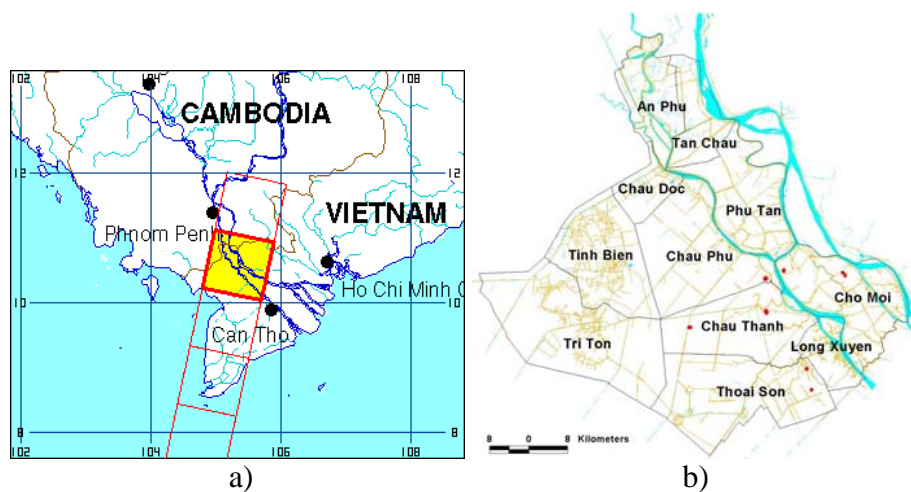 102
104
106
108
CAMBODIA
12
12
VIETNAM
Phnom Pen
Ho Chi Minh C
10
10
Can Tho
8
8
102
104
106
108
a)
An Phu
Tan Chau
Chau Doc
Phu Tan
Tinh Bien
Chau Phu
Cho Moi
Chau Thanh
Tri Ton
Long Xuyen
Thoai Son
8 0 8 Kilometers
b)